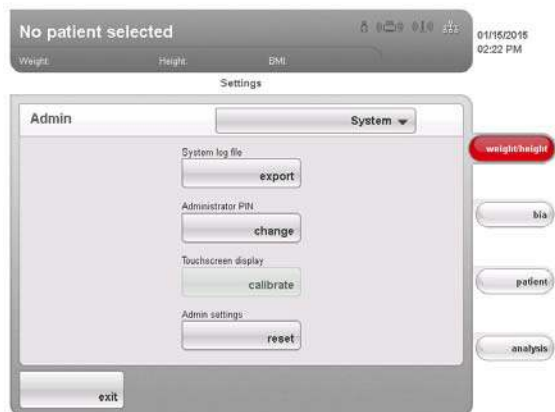 No patient selected
01/15/2015
02:22 PM
Weight: Height: BMI:
Settings
Admin
System
System log file
export
Administrator PIN
change
Touchscreen display
calibrate
Admin settings
reset
exit
weight/height
bia
patient
analysis